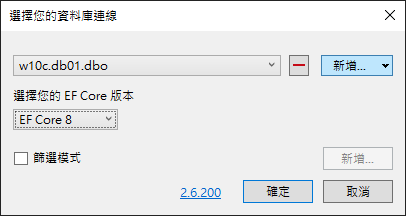 選擇您的資料庫連線
w10c.db01.dbo
新增...
選擇您的 EF Core 版本
EF Core 8
篩選模式
新增...
2.6.200
確定
取消